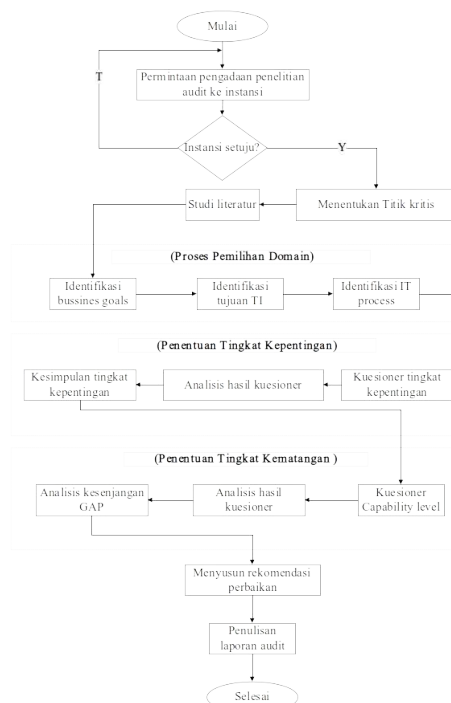 Mulai
T
Permintaan pengadaan penelitian
audit ke instansi
Instansi setuju?
Y
Studi literatur
Menentukan Titik kritis
(Proses Pemilihan Domain)
Identifikasi
bussines goals
Identifikasi
tujuan TI
Identifikasi IT
process
(Penentuan Tingkat Kepentingan)
Kesimpulan tingkat
kepentingan
Analisis hasil kuesioner
Kuesioner tingkat
kepentingan
(Penentuan Tingkat Kematangan )
Analisis kesenjangan
GAP
Analisis hasil
kuesioner
Kuesioner
Capability level
Menyusun rekomendasi
perbaikan
Penulisan
laporan audit
Selesai